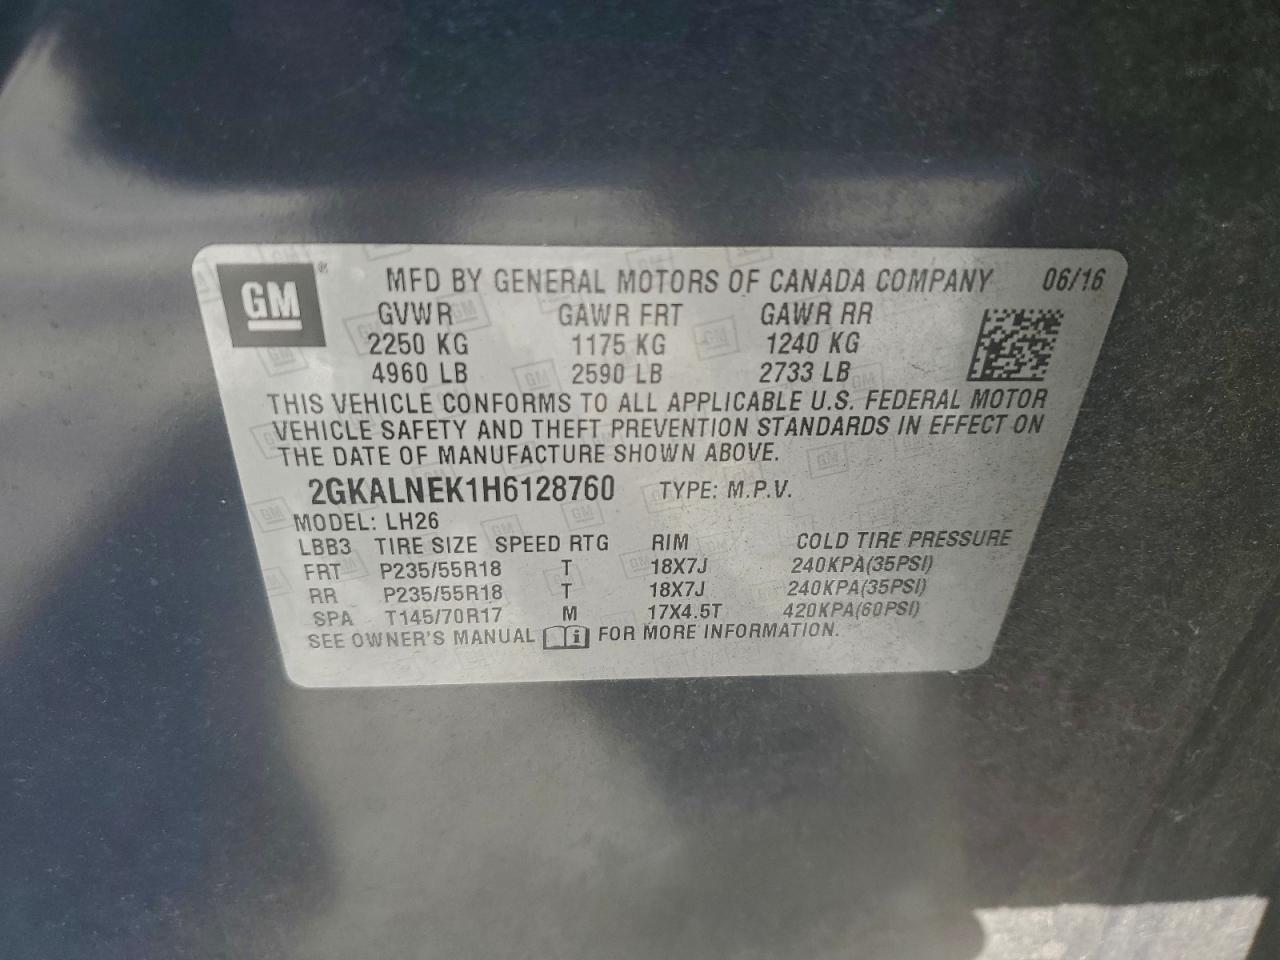 GM
MFD BY GENERAL MOTORS OF CANADA COMPANY 06/16
GVWR GAWR FRT GAWR RR
2250 KG 1175 KG 1240 KG
4960 LB 2590 LB 2733 LB
THIS VEHICLE CONFORMS TO ALL APPLICABLE U.S. FEDERAL MOTOR
VEHICLE SAFETY AND THEFT PREVENTION STANDARDS IN EFFECT ON
THE DATE OF MANUFACTURE SHOWN ABOVE.
2GKALNEK1H6128760 TYPE: M.P.V.
MODEL: LH26
LBB3 TIRE SIZE SPEED RTG RIM COLD TIRE PRESSURE
FRT P235/55R18 T 18X7J 240KPA(35PSI)
RR P235/55R18 T 18X7J 240KPA(35PSI)
SPA T145/70R17 M 17X4.5T 420KPA(60PSI)
SEE OWNER'S MANUAL i FOR MORE INFORMATION.